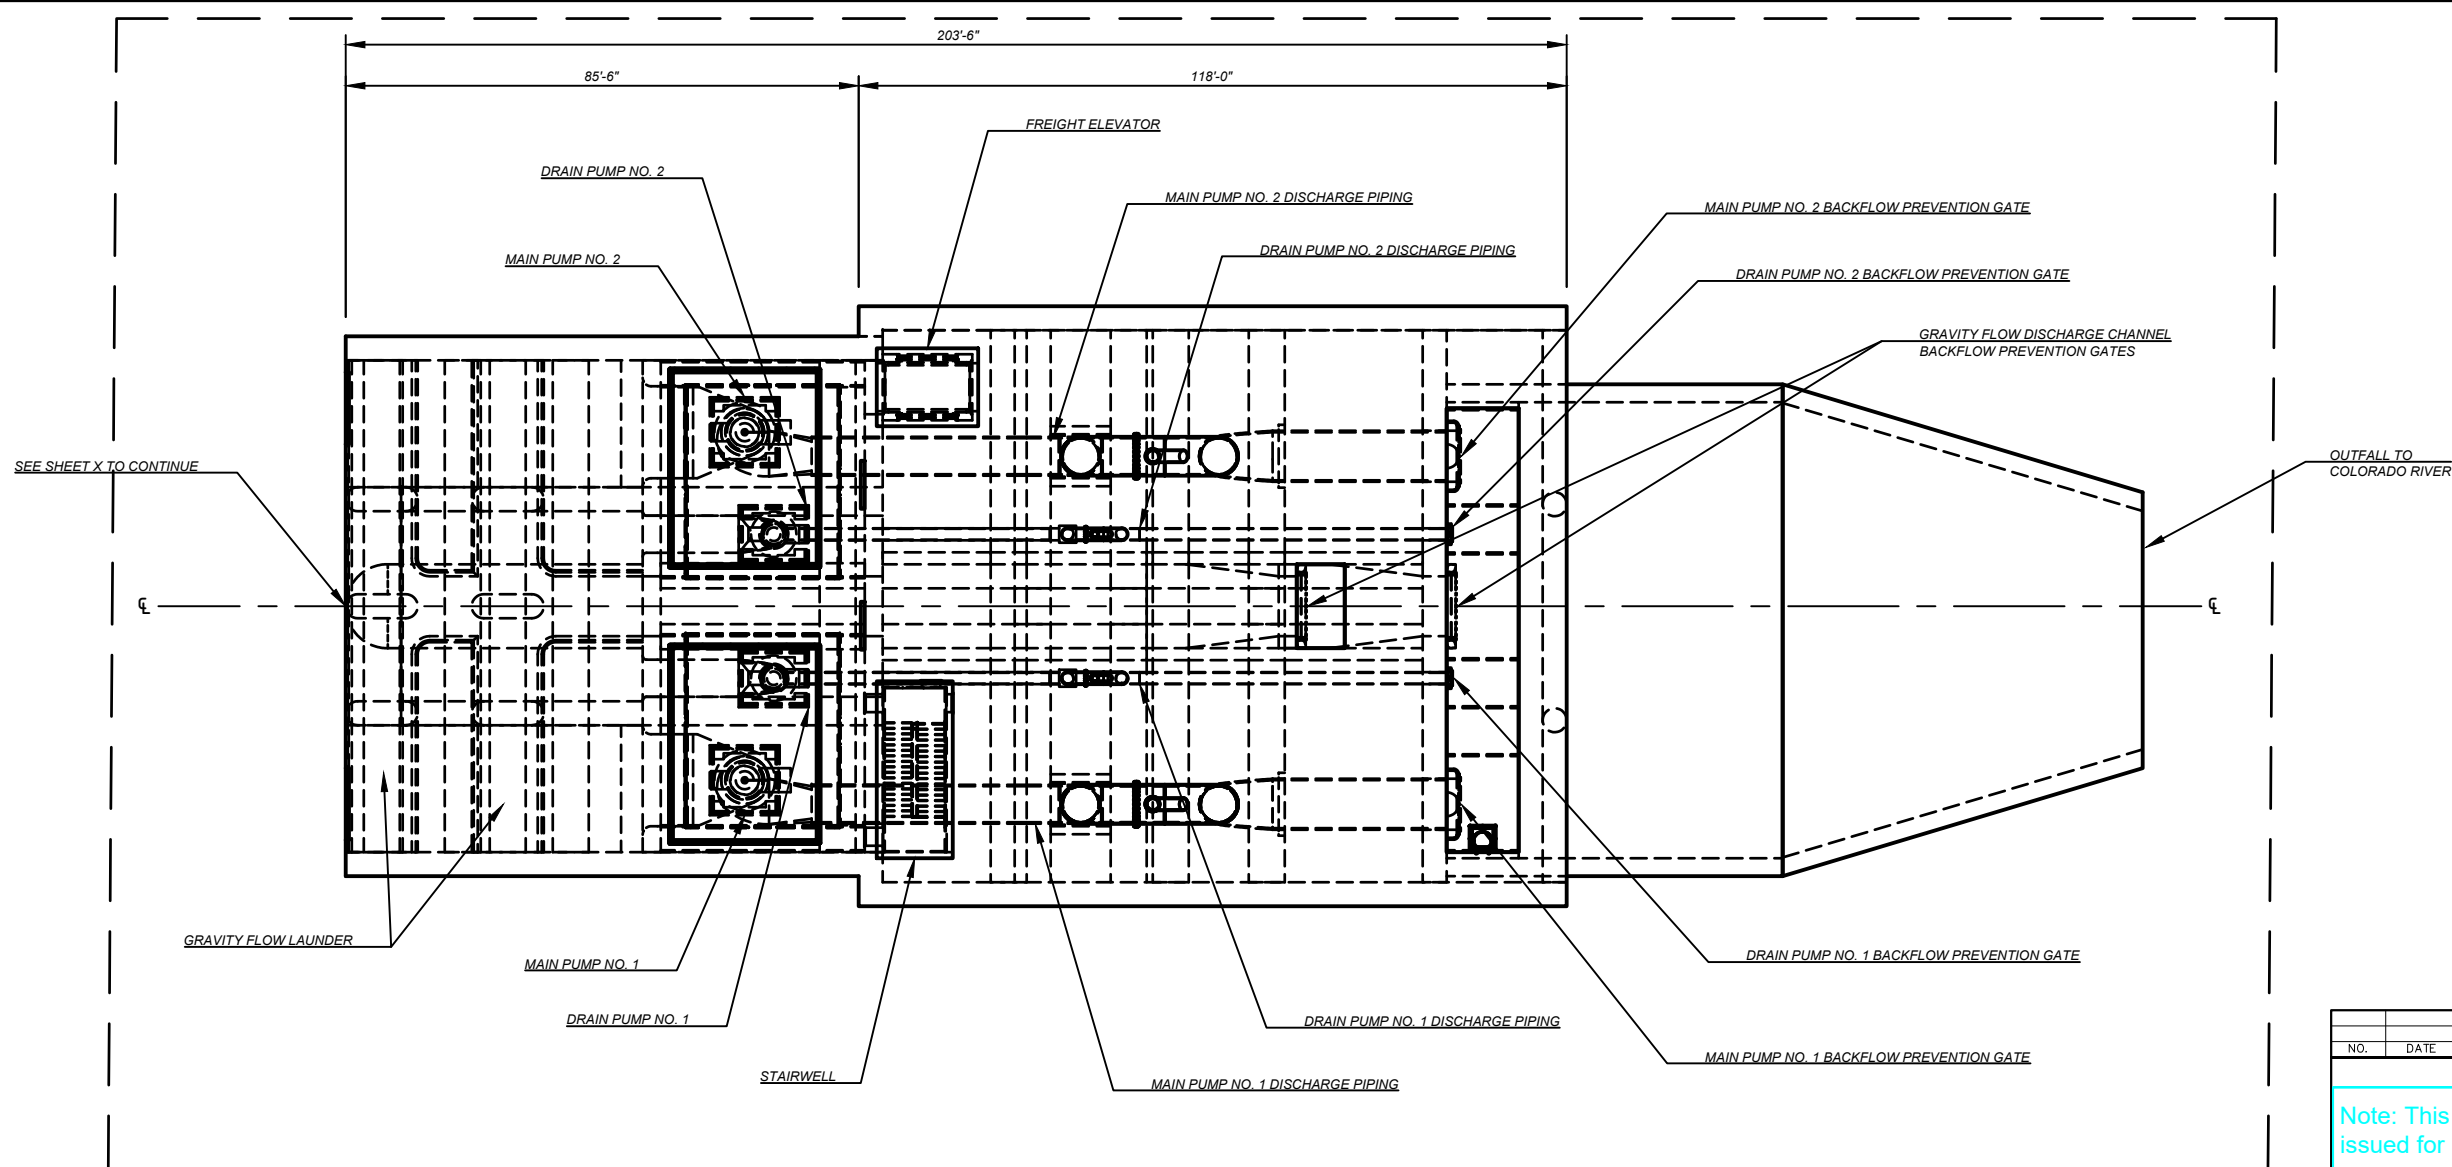 203'-6"
85'-6"
118'-0"
FREIGHT ELEVATOR
DRAIN PUMP NO. 2
MAIN PUMP NO. 2 DISCHARGE PIPING
MAIN PUMP NO. 2 BACKFLOW PREVENTION GATE
DRAIN PUMP NO. 2 DISCHARGE PIPING
MAIN PUMP NO. 2
DRAIN PUMP NO. 2 BACKFLOW PREVENTION GATE
GRAVITY FLOW DISCHARGE CHANNEL
BACKFLOW PREVENTION GATES
SEE SHEET X TO CONTINUE
OUTFALL TO
COLORADO RIVER
℄
℄
GRAVITY FLOW LAUNDER
MAIN PUMP NO. 1
DRAIN PUMP NO. 1 BACKFLOW PREVENTION GATE
DRAIN PUMP NO. 1
DRAIN PUMP NO. 1 DISCHARGE PIPING
MAIN PUMP NO. 1 BACKFLOW PREVENTION GATE
STAIRWELL
MAIN PUMP NO. 1 DISCHARGE PIPING
NO. DATE
Note: This
issued for